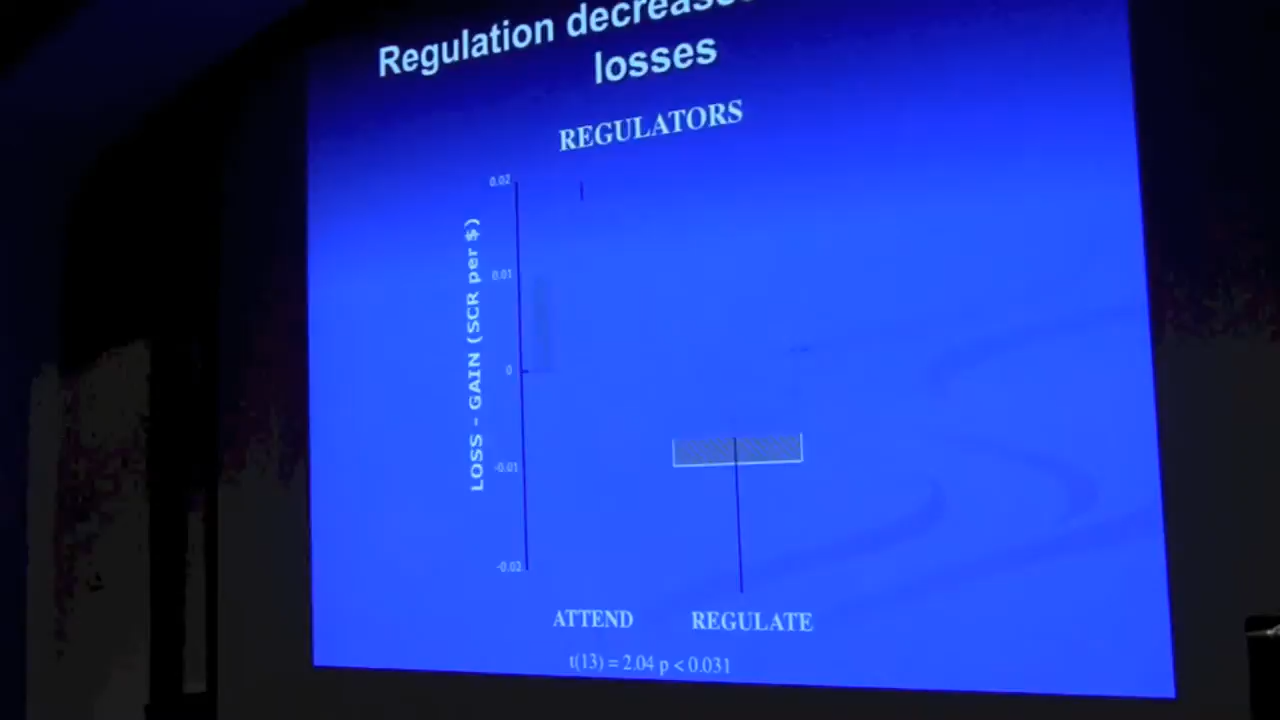 Regulation decreases
losses
REGULATORS
0.02
0.01
0
-0.01
-0.02
LOSS - GAIN (SCR per $)
ATTEND REGULATE
t(13) = 2.04 p < 0.031